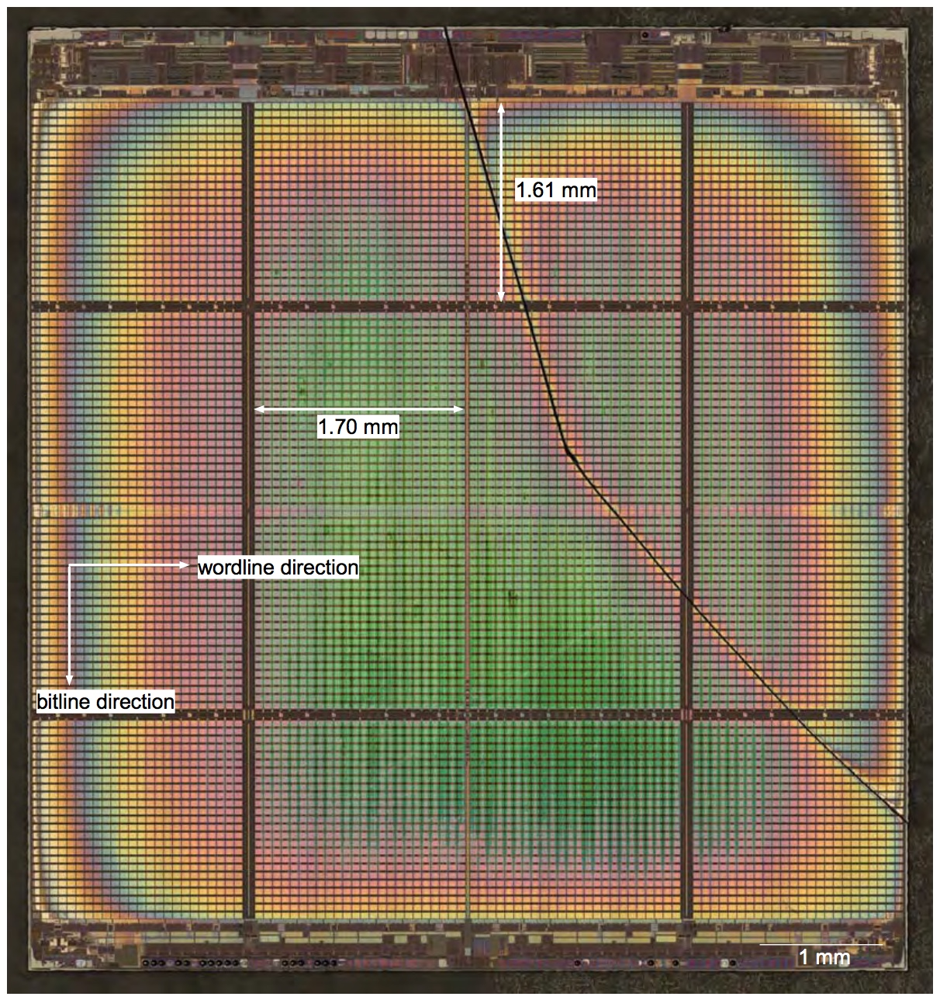 1.61 mm
1.70 mm
wordline direction
bitline direction
1 mm